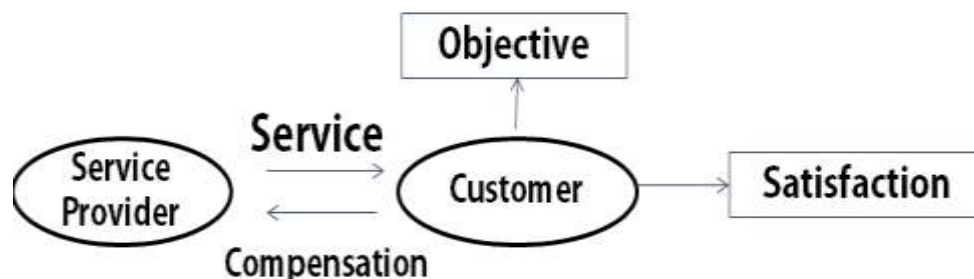 Objective
Service
Service
Provider
Customer
Satisfaction
Compensation